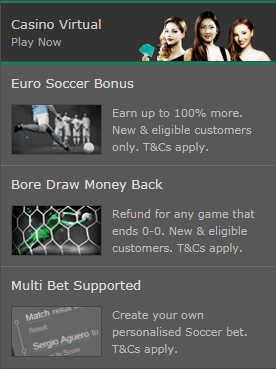 Casino Virtual
Play Now
Euro Soccer Bonus
Earn up to 100% more.
New & eligible customers
only. T&Cs apply.
Bore Draw Money Back
Refund for any game that
ends 0-0. New & eligible
customers. T&Cs apply.
Multi Bet Supported
Match result
Result
Sergio Aguero to
to Score
Create your own
personalised Soccer bet.
T&Cs apply.